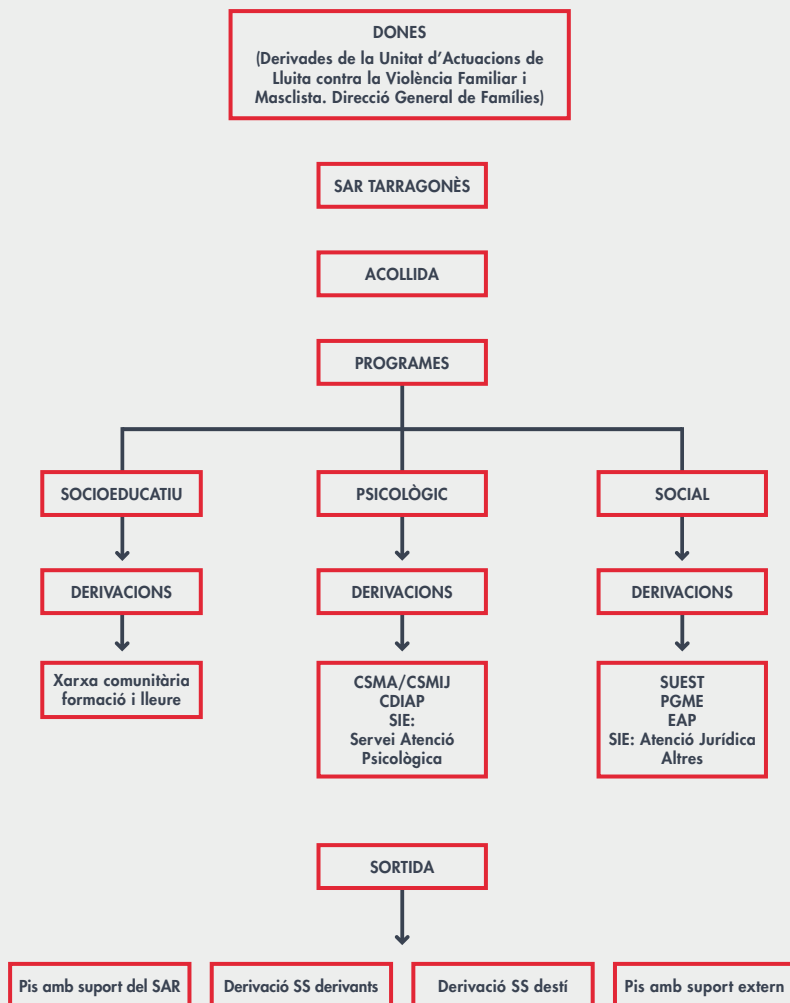 DONES
(Derivades de la Unitat d’Actuacions de
Lluita contra la Violència Familiar i
Masclista. Direcció General de Famílies)
SAR TARRAGONÈS
ACOLLIDA
PROGRAMES
SOCIOEDUCATIU
PSICOLÒGIC
SOCIAL
DERIVACIONS
DERIVACIONS
DERIVACIONS
Xarxa comunitària
formació i lleure
CSMA/CSMIJ
CDIAP
SIE:
Servei Atenció
Psicològica
SUEST
PGME
EAP
SIE: Atenció Jurídica
Altres
SORTIDA
Pis amb suport del SAR
Derivació SS derivants
Derivació SS destí
Pis amb suport extern